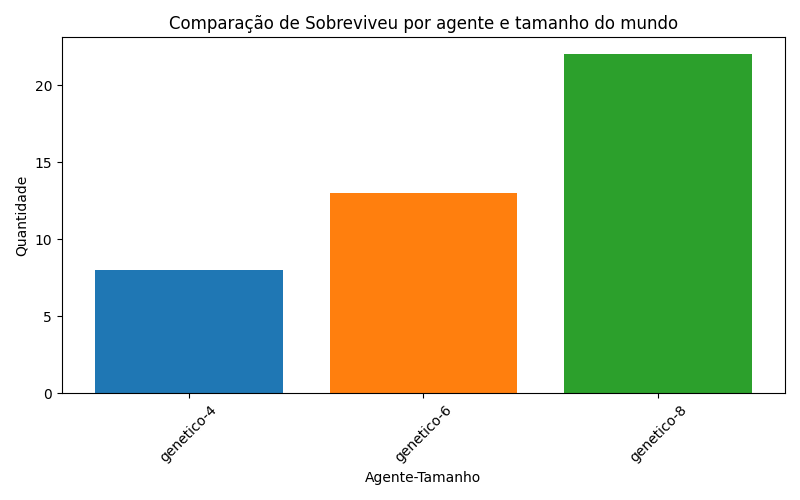 Comparação de Sobreviveu por agente e tamanho do mundo
Quantidade
20
15
10
5
0
genetico-4
genetico-6
genetico-8
Agente-Tamanho